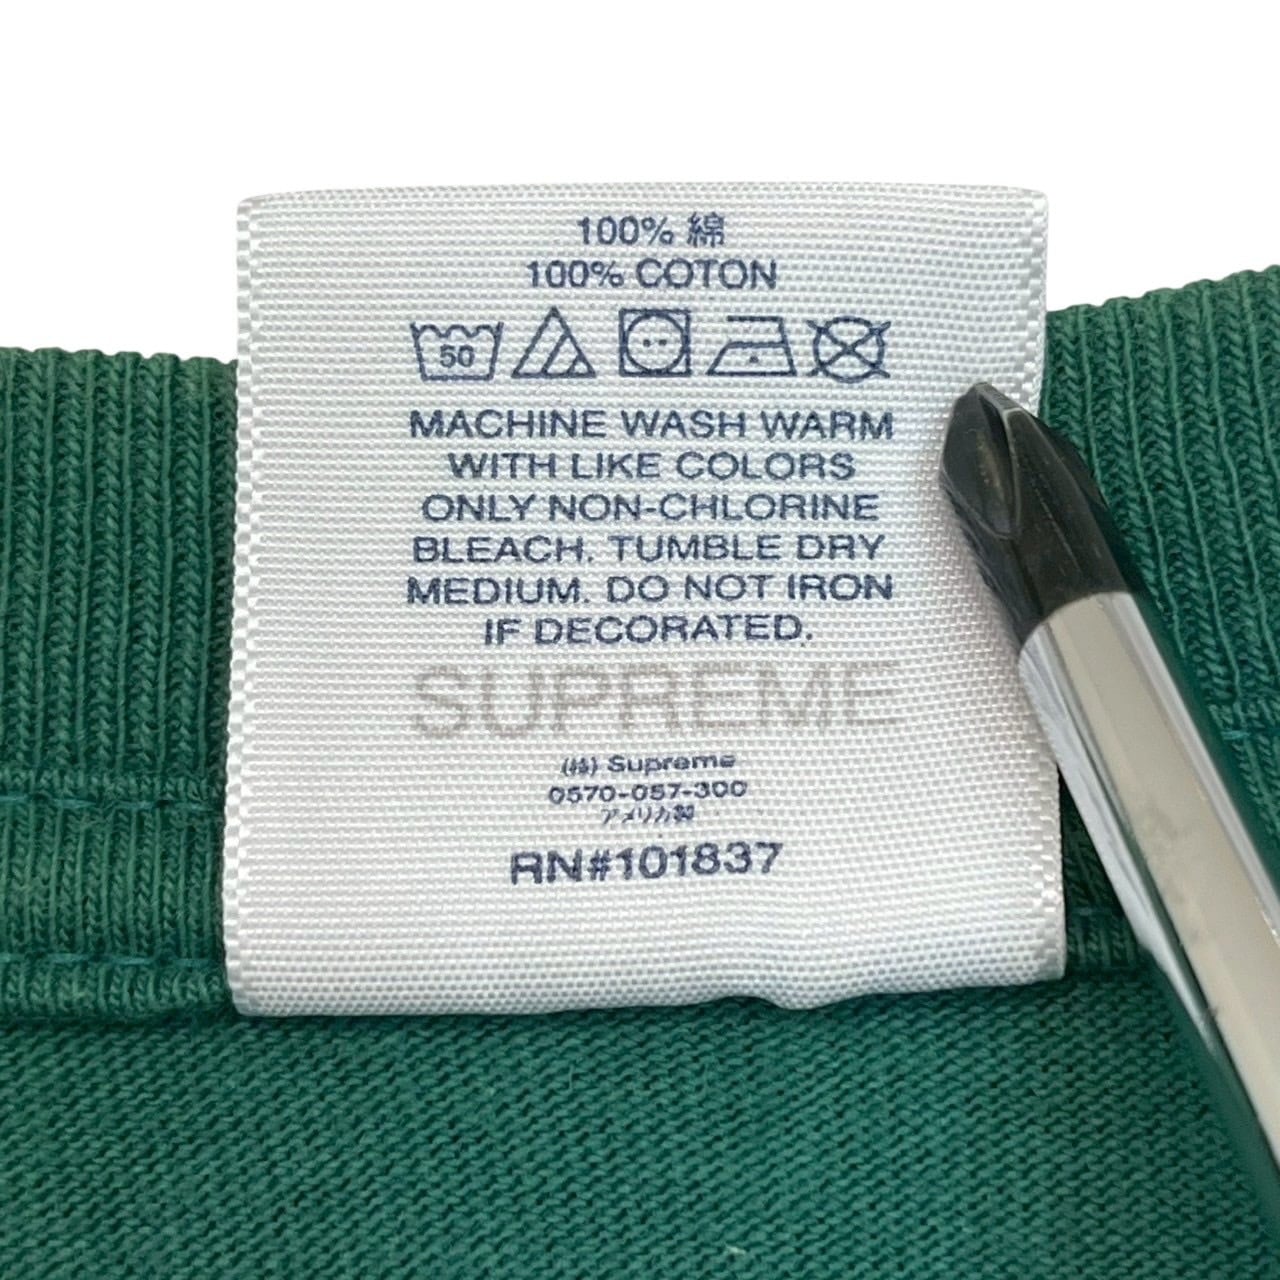 100% 綿
100% COTON
50
MACHINE WASH WARM
WITH LIKE COLORS
ONLY NON-CHLORINE
BLEACH. TUMBLE DRY
MEDIUM. DO NOT IRON
IF DECORATED.
SUPREME
(株) Supreme
0570-057-300
アメリカ製
RN#101837